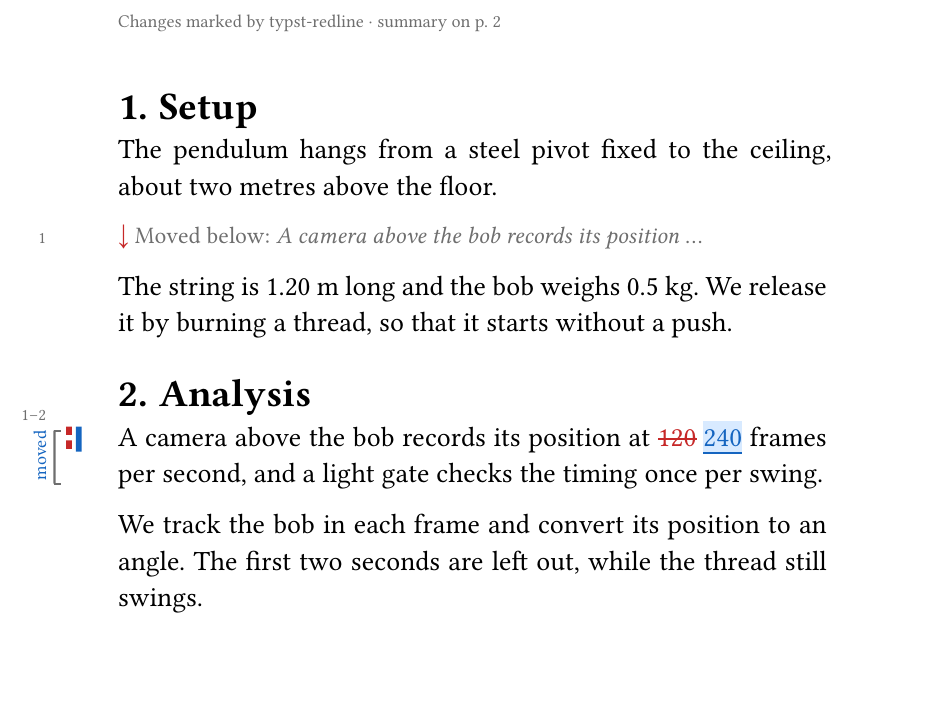 Changes marked by typst-redline · summary on p. 2
1. Setup
The pendulum hangs from a steel pivot fixed to the ceiling,
about two metres above the floor.
1
↓ Moved below: A camera above the bob records its position ...
The string is 1.20 m long and the bob weighs 0.5 kg. We release
it by burning a thread, so that it starts without a push.
2. Analysis
1–2
moved
A camera above the bob records its position at 120 240 frames
per second, and a light gate checks the timing once per swing.
We track the bob in each frame and convert its position to an
angle. The first two seconds are left out, while the thread still
swings.